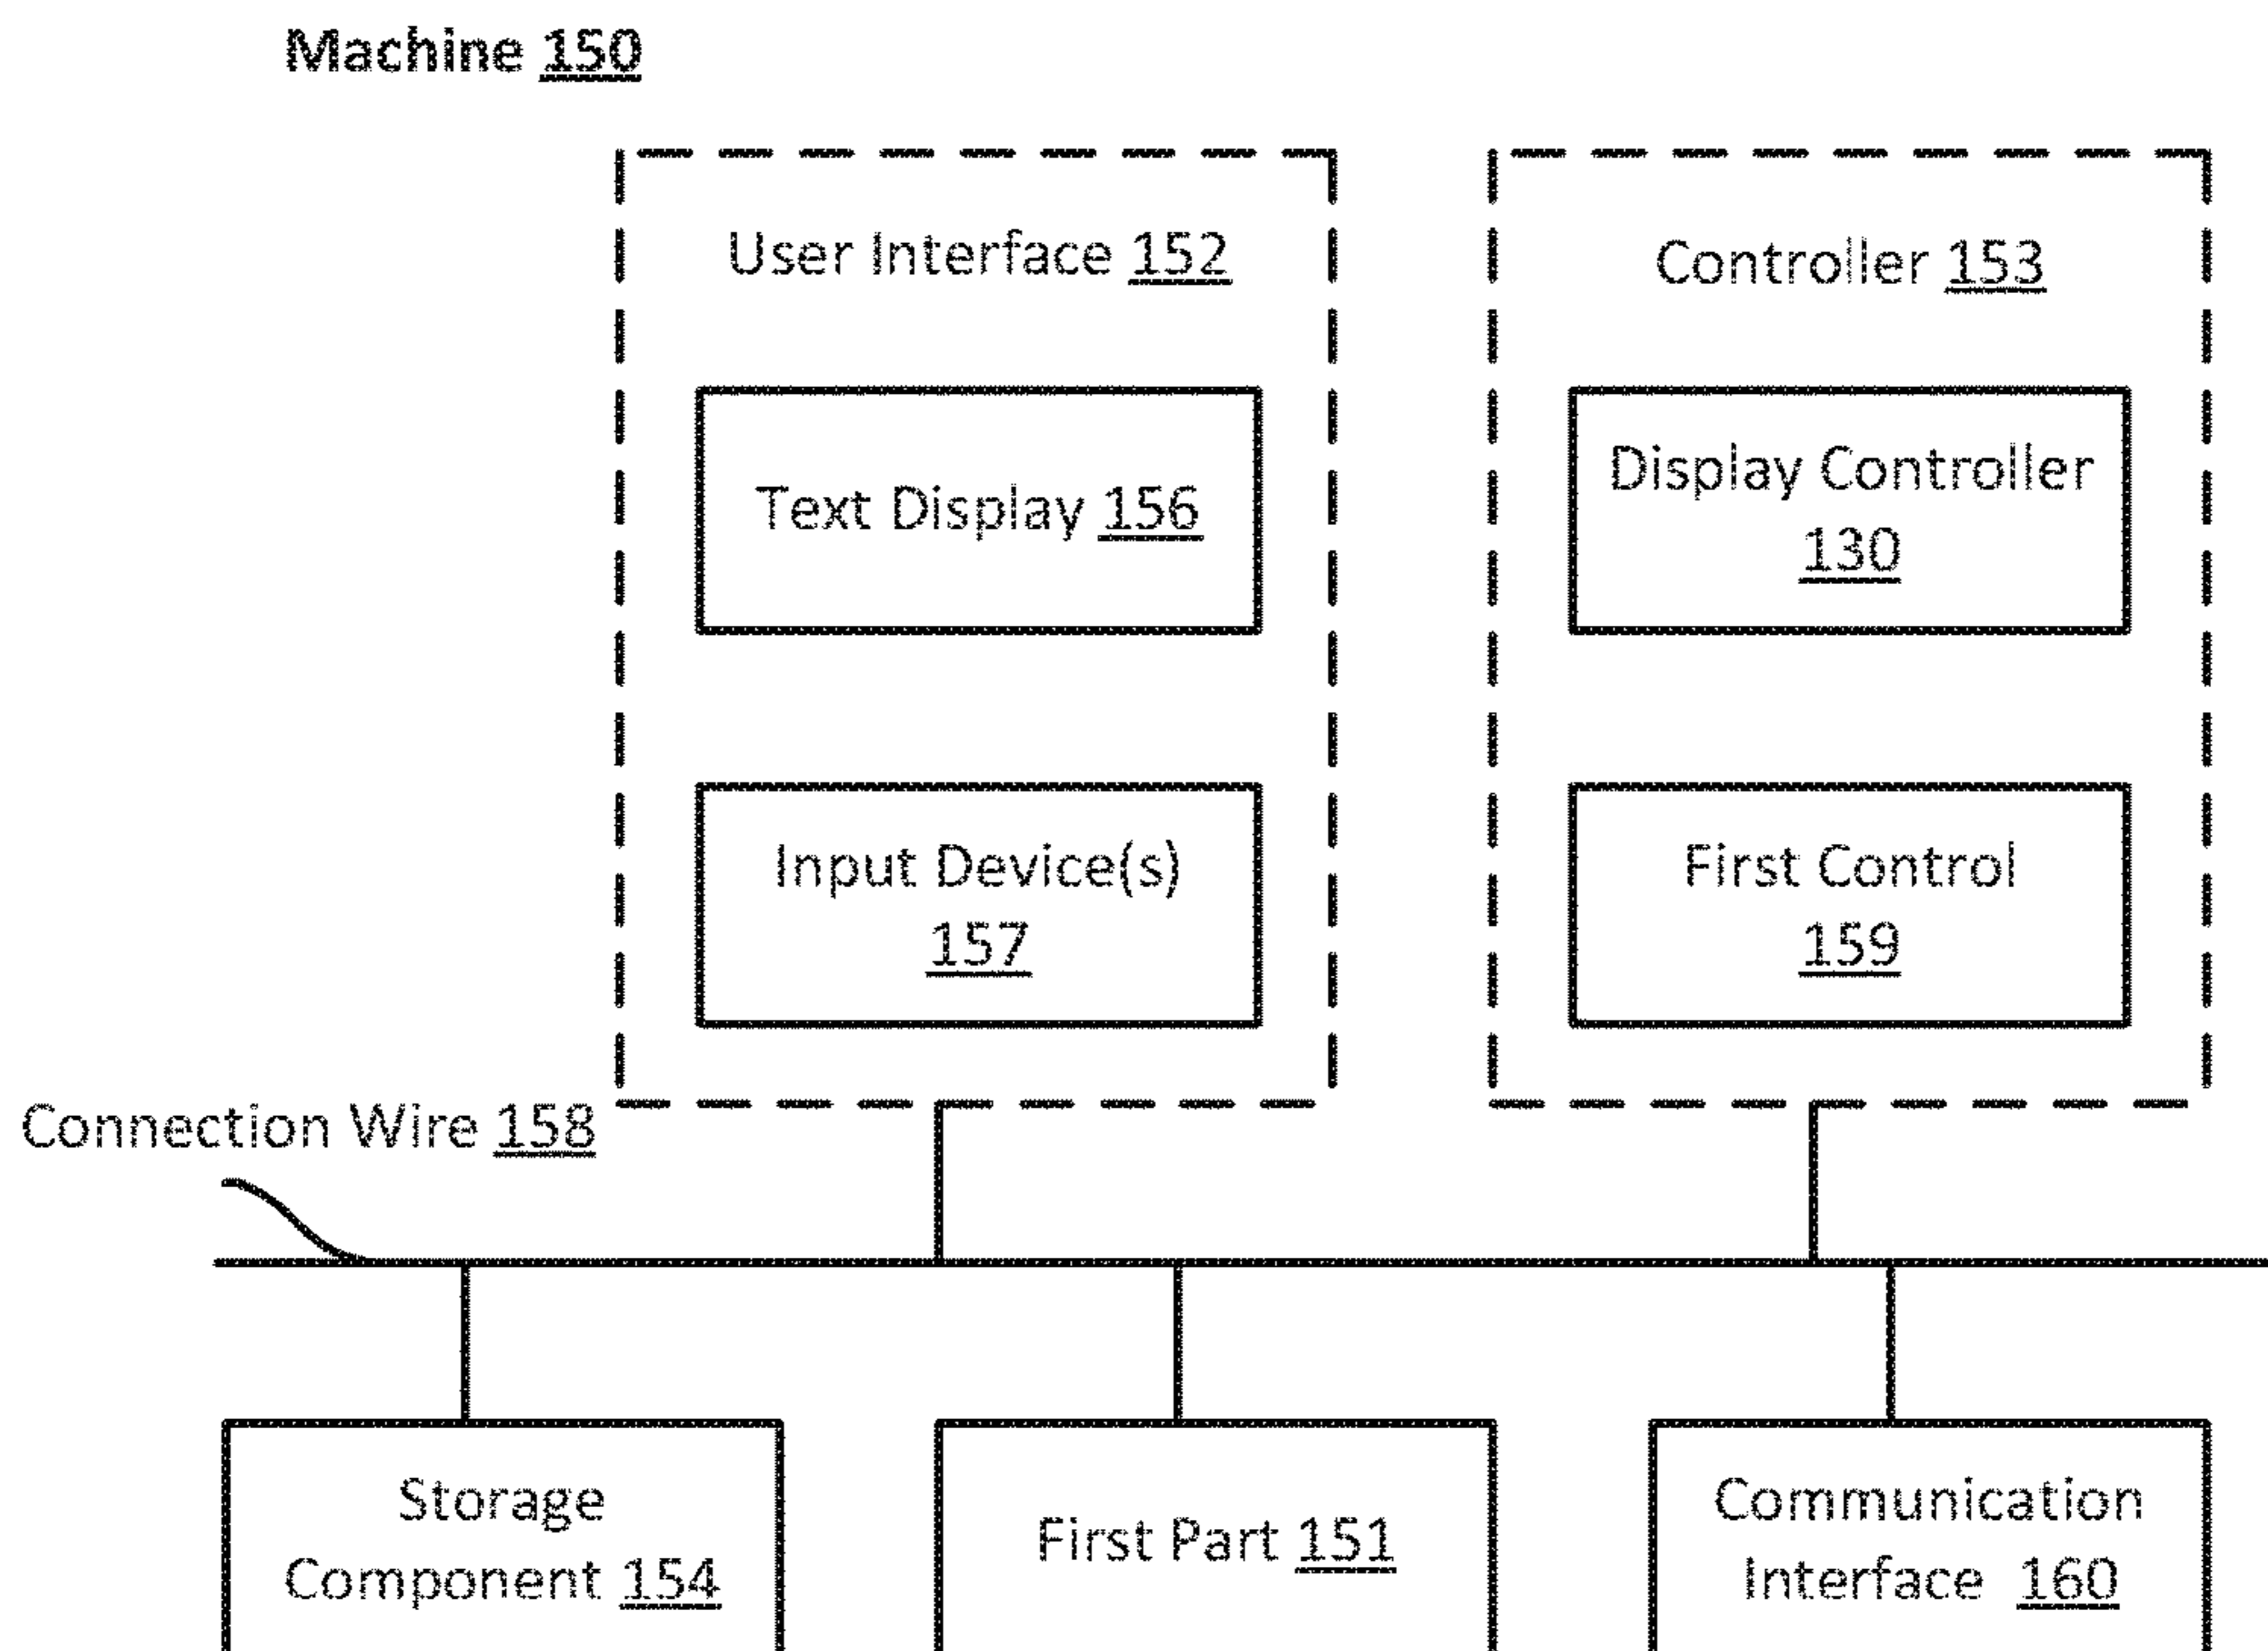 Machine 150
User Interface 152
Controller 153
Text Display 156
Display Controller
130
Input Device(s)
157
First Control
159
Connection Wire 158
Storage
Component 154
First Part 151
Communication
Interface 160